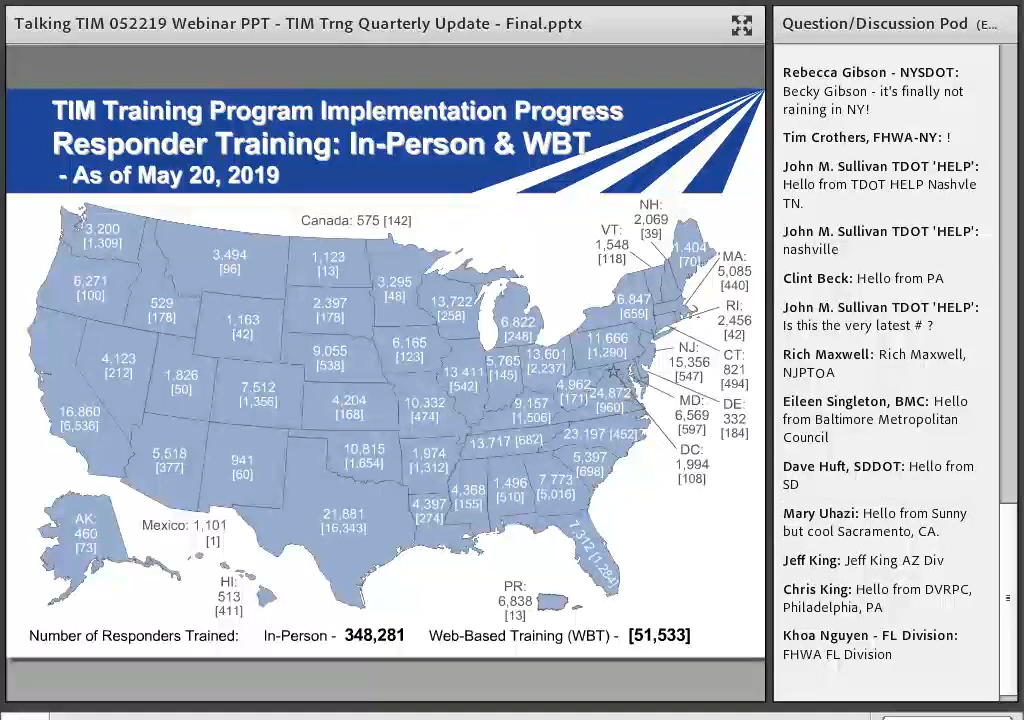 Talking TIM 052219 Webinar PPT - TIM Trng Quarterly Update - Final.pptx
TIM Training Program Implementation Progress
Responder Training: In-Person & WBT
- As of May 20, 2019
Canada: 575 [142]
3,200
[1,309]
6,271
[100]
529
[178]
3,494
[96]
1,163
[42]
1,123
[13]
2,397
[178]
9,055
[538]
3,295
[48]
6,165
[123]
13,722
[258]
6,822
[248]
4,123
[212]
16,860
[6,536]
1,826
[50]
7,512
[1,356]
4,204
[168]
10,332
[474]
13,411
[542]
5,765
[145]
13,601
[2,237]
9,157
[1,506]
4,962
[171]
24,872
[960]
11,666
[1,290]
6,847
[659]
VT:
1,548
[118]
NH:
2,069
[39]
1,404
[70]
MA:
5,085
[440]
RI:
2,456
[42]
CT:
821
[494]
NJ:
15,356
[547]
DE:
332
[184]
MD:
6,569
[597]
DC:
1,994
[108]
5,518
[377]
941
[60]
10,815
[1,654]
21,881
[16,343]
1,974
[1,312]
4,397
[274]
13,717 [682]
4,368
[155]
1,496
[510]
7,773
[5,016]
23,197 [452]
5,397
[698]
7,312 [1,284]
AK:
460
[73]
Mexico: 1,101
[1]
HI:
513
[411]
PR:
6,838
[13]
Number of Responders Trained: In-Person - 348,281 Web-Based Training (WBT) - [51,533]
Question/Discussion Pod (E...
Rebecca Gibson - NYSDOT:
Becky Gibson - it's finally not
raining in NY!
Tim Crothers, FHWA-NY: !
John M. Sullivan TDOT 'HELP':
Hello from TDOT HELP Nashvle
TN.
John M. Sullivan TDOT 'HELP':
nashville
Clint Beck: Hello from PA
John M. Sullivan TDOT 'HELP':
Is this the very latest # ?
Rich Maxwell: Rich Maxwell,
NJPTOA
Eileen Singleton, BMC: Hello
from Baltimore Metropolitan
Council
Dave Huft, SDDOT: Hello from
SD
Mary Uhazi: Hello from Sunny
but cool Sacramento, CA.
Jeff King: Jeff King AZ Div
Chris King: Hello from DVRPC,
Philadelphia, PA
Khoa Nguyen - FL Division:
FHWA FL Division